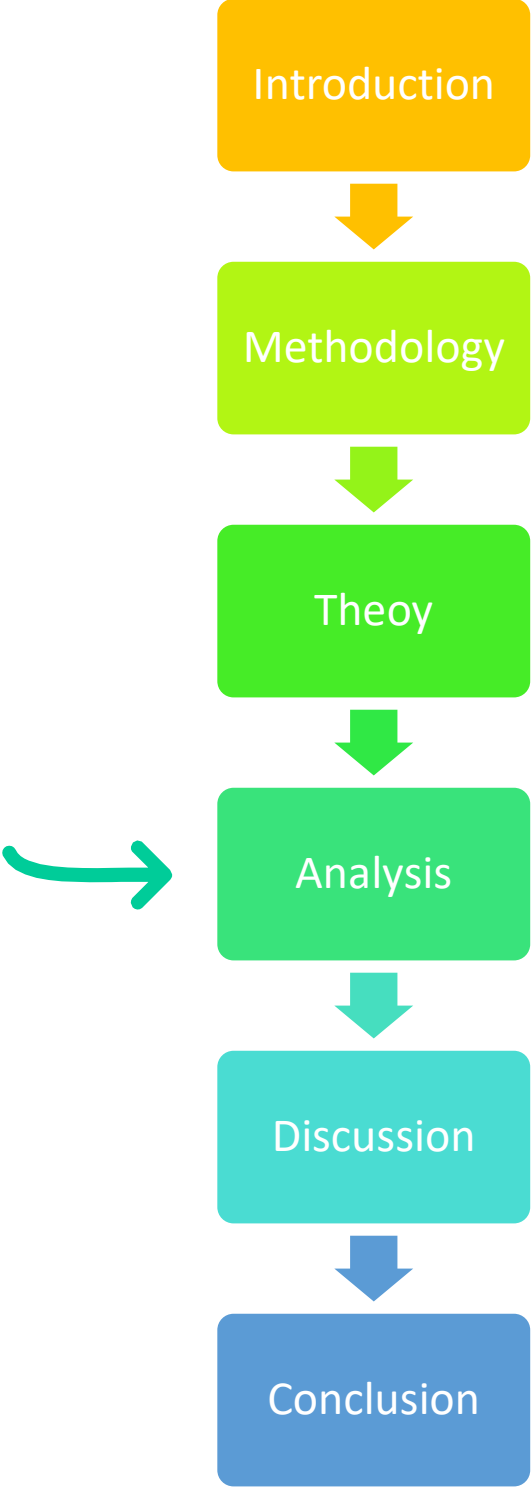 Introduction
Methodology
Theoy
Analysis
Discussion
Conclusion